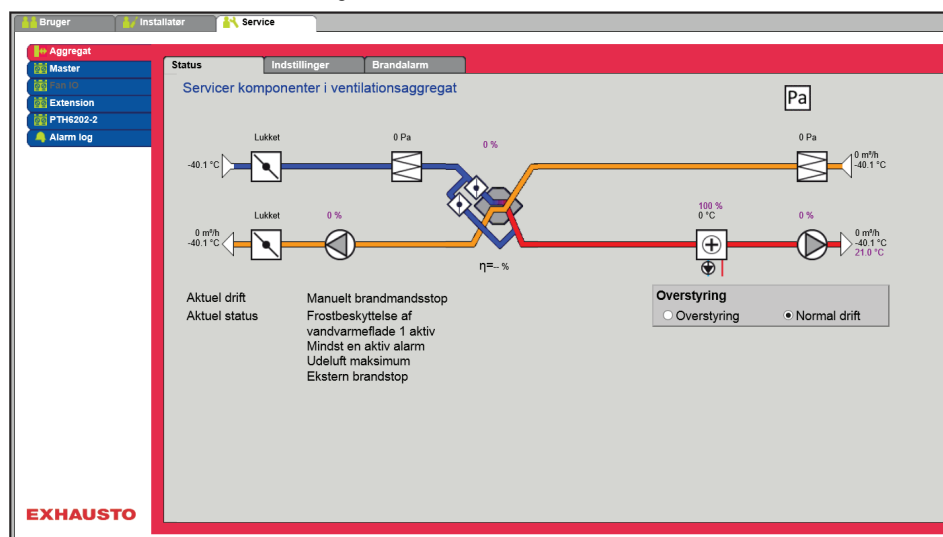 Bruger
Installatør
Service
Aggregat
Master
Fan IO
Extension
PTH6202-2
Alarm log
Status
Indstillinger
Brandalarm
Servicer komponenter i ventilationsaggregat
Pa
Lukket
0 Pa
0 %
0 Pa
-40.1 °C
0 m³/h
-40.1 °C
Lukket
0 %
100 %
0 °C
0 %
0 m³/h
-40.1 °C
0 m³/h
-40.1 °C
21.0 °C
η=-- %
Aktuel drift
Manuelt brandmandsstop
Aktuel status
Frostbeskyttelse af
vandvarmeflade 1 aktiv
Mindst en aktiv alarm
Udeluft maksimum
Ekstern brandstop
Overstyring
Overstyring
Normal drift
EXHAUSTO